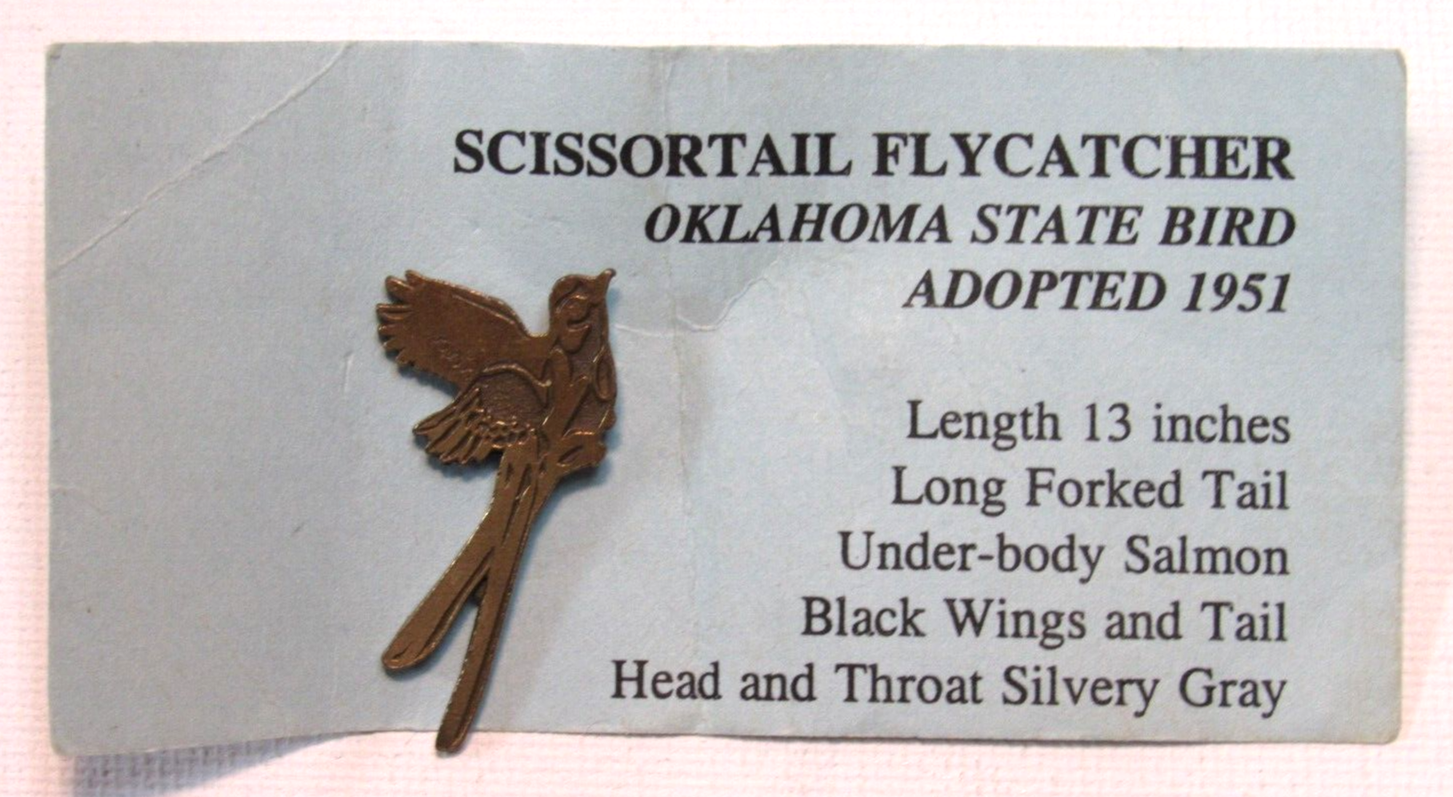 SCISSORTAIL FLYCATCHER
OKLAHOMA STATE BIRD
ADOPTED 1951
Length 13 inches
Long Forked Tail
Under-body Salmon
Black Wings and Tail
Head and Throat Silvery Gray